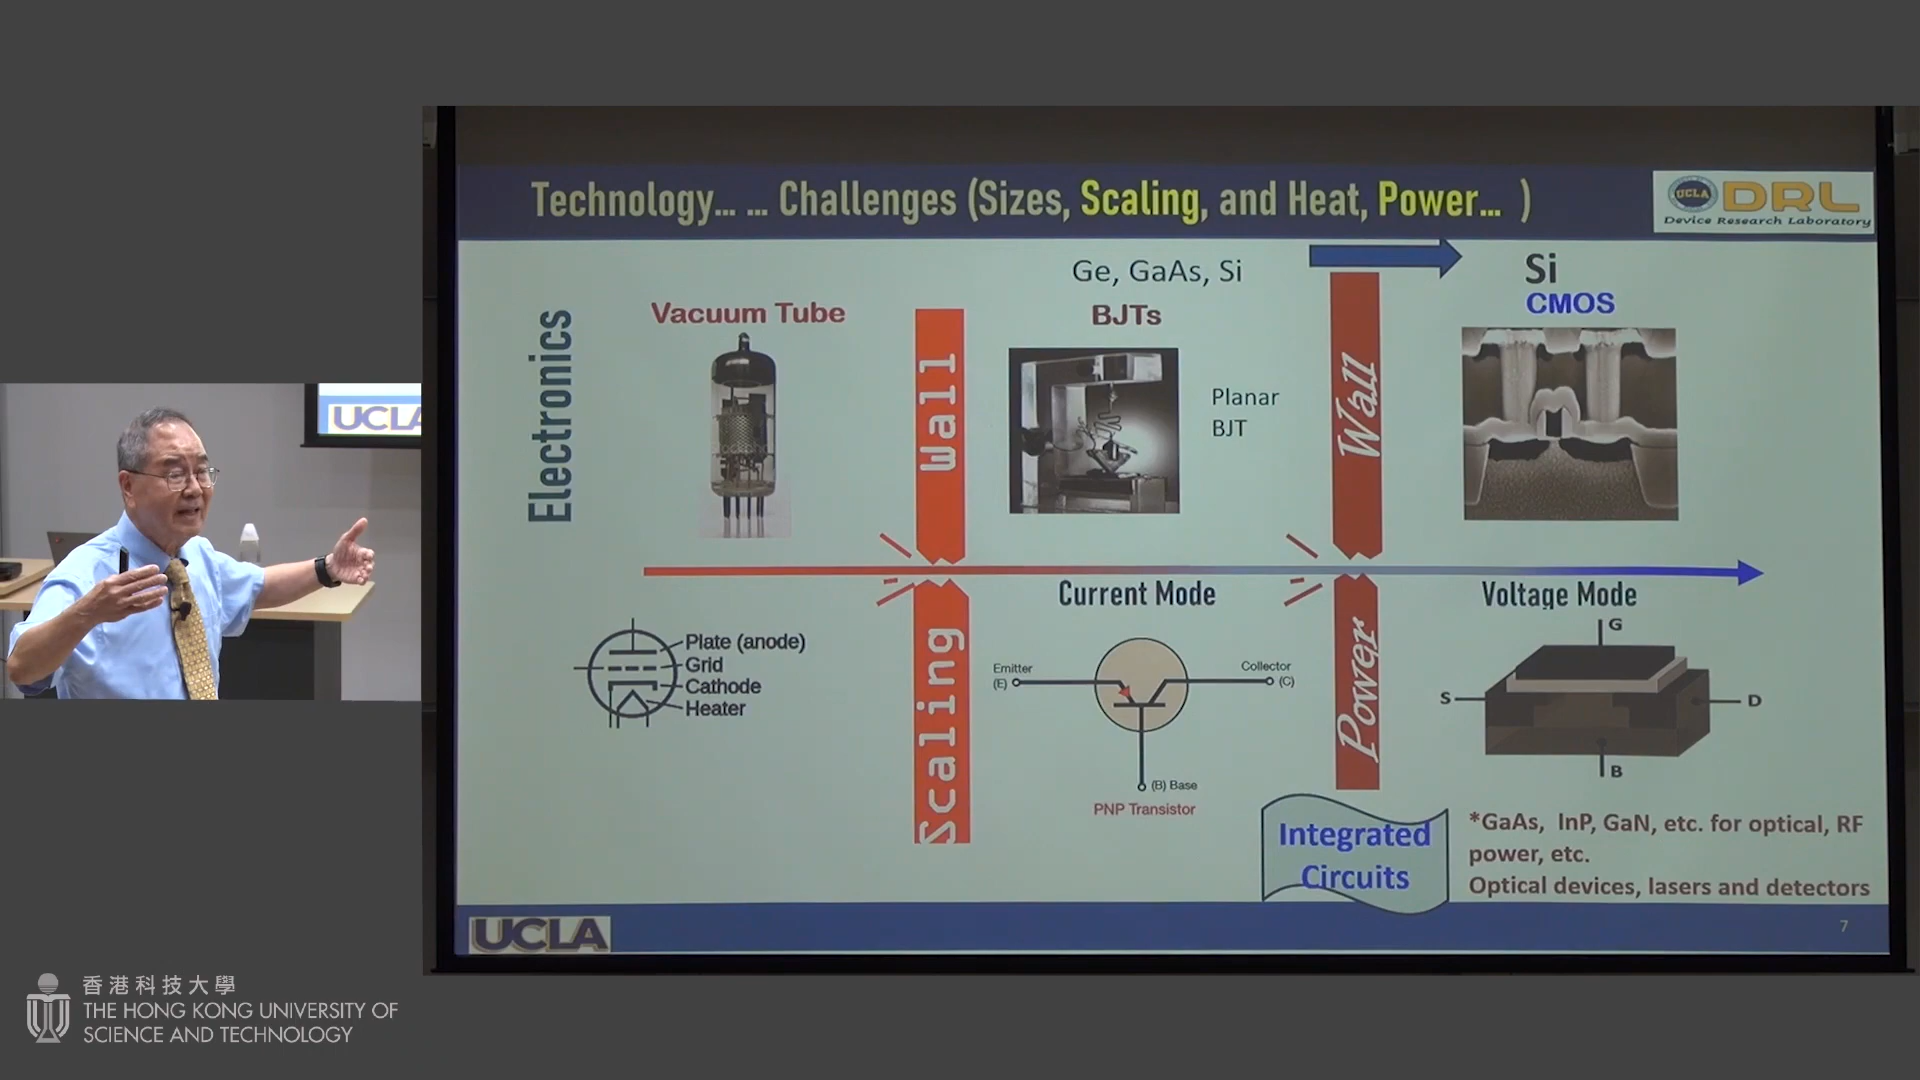 Technology... ... Challenges (Sizes, Scaling, and Heat, Power... )
UCLA
DRL
Device Research Laboratory
Electronics
Vacuum Tube
Wall
Scaling
Ge, GaAs, Si
BJTs
Planar
BJT
Wall
Power
Si
CMOS
Current Mode
Voltage Mode
Plate (anode)
Grid
Cathode
Heater
Emitter
(E)
Collector
(C)
(B) Base
PNP Transistor
G
S
D
B
Integrated
Circuits
*GaAs, InP, GaN, etc. for optical, RF
power, etc.
Optical devices, lasers and detectors
UCLA
7
UCLA
香港科技大學
THE HONG KONG UNIVERSITY OF
SCIENCE AND TECHNOLOGY